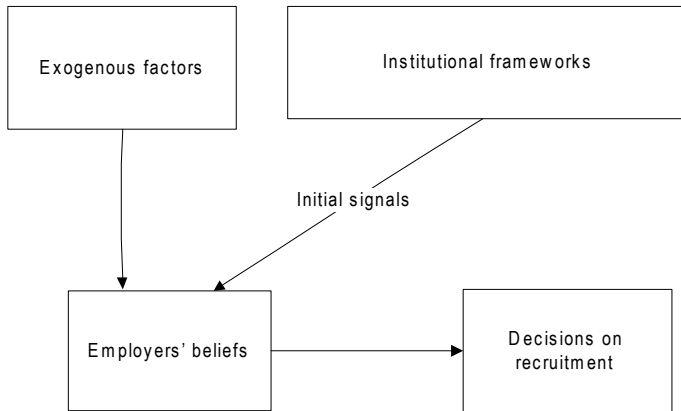 Exogenous factors
Institutional frameworks
Initial signals
Employers’ beliefs
Decisions on
recruitment